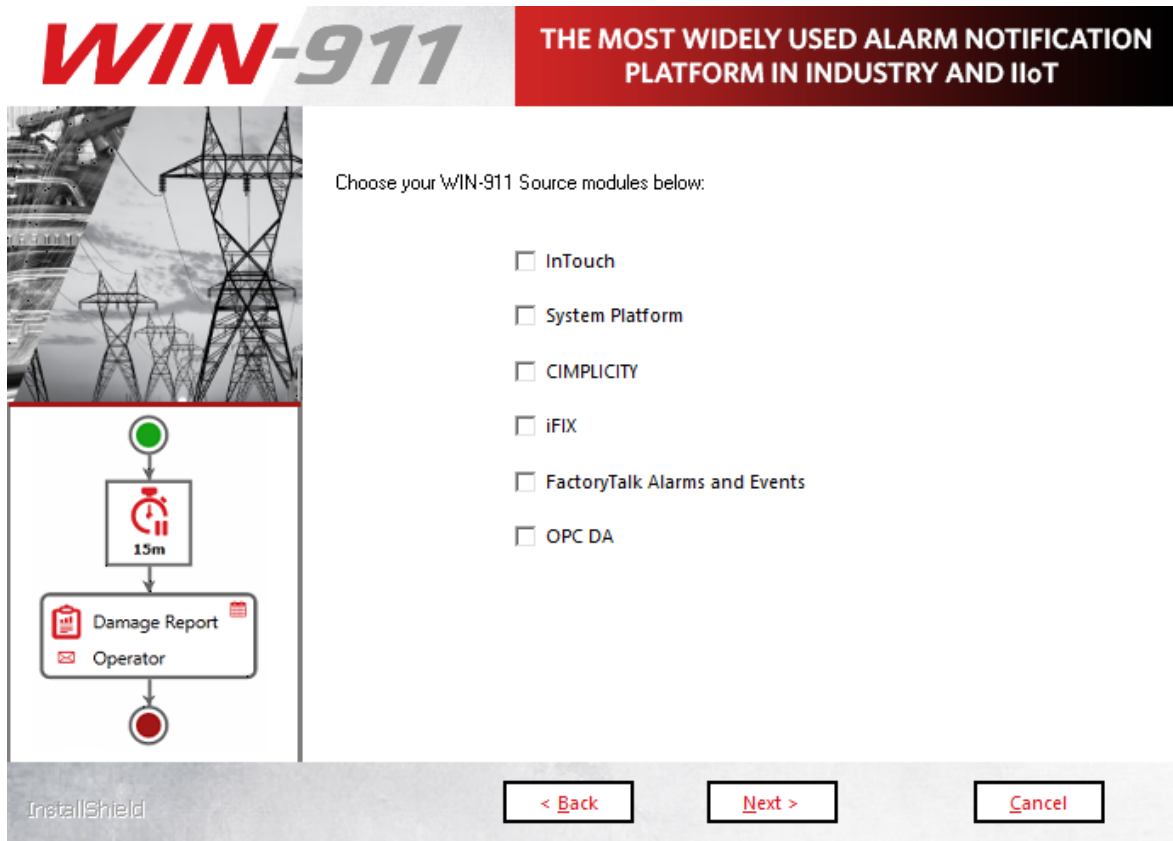 WIN-911
THE MOST WIDELY USED ALARM NOTIFICATION
PLATFORM IN INDUSTRY AND IIoT
Choose your WIN-911 Source modules below:
InTouch
System Platform
CIMPLICITY
iFIX
FactoryTalk Alarms and Events
OPC DA
15m
Damage Report
Operator
InstallShield
< Back
Next >
Cancel